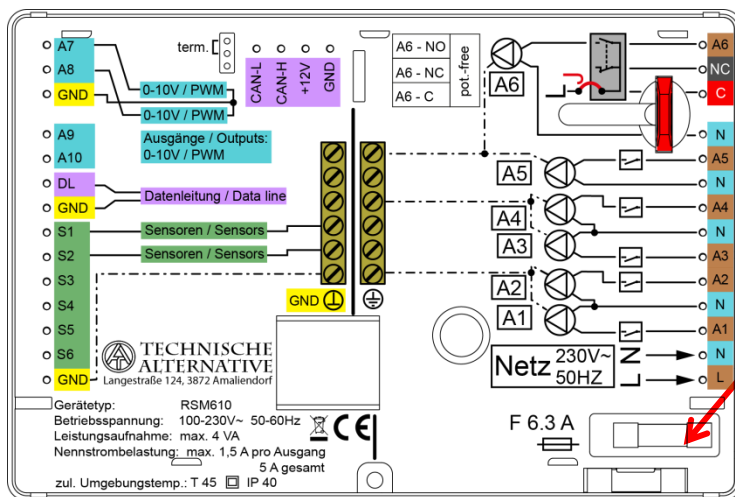 A7
A8
GND
A9
A10
DL
GND
S1
S2
S3
S4
S5
S6
GND
term.
CAN-L
CAN-H
+12V
GND
0-10V / PWM
0-10V / PWM
Ausgänge / Outputs:
0-10V / PWM
Datenleitung / Data line
Sensoren / Sensors
Sensoren / Sensors
GND
A6 - NO
A6 - NC
A6 - C
pot.-free
A6
A5
A4
A3
A2
A1
A6
NC
C
N
A5
N
A4
N
A3
A2
N
A1
N
L
Netz 230V~
50HZ
L
N
TECHNISCHE
ALTERNATIVE
Langestraße 124, 3872 Amaliendorf
Gerätetyp: RSM610
Betriebsspannung: 100-230V~ 50-60Hz
Leistungsaufnahme: max. 4 VA
Nennstrombelastung: max. 1,5 A pro Ausgang
5 A gesamt
zul. Umgebungstemp.: T 45 IP 40
CE
F 6.3 A